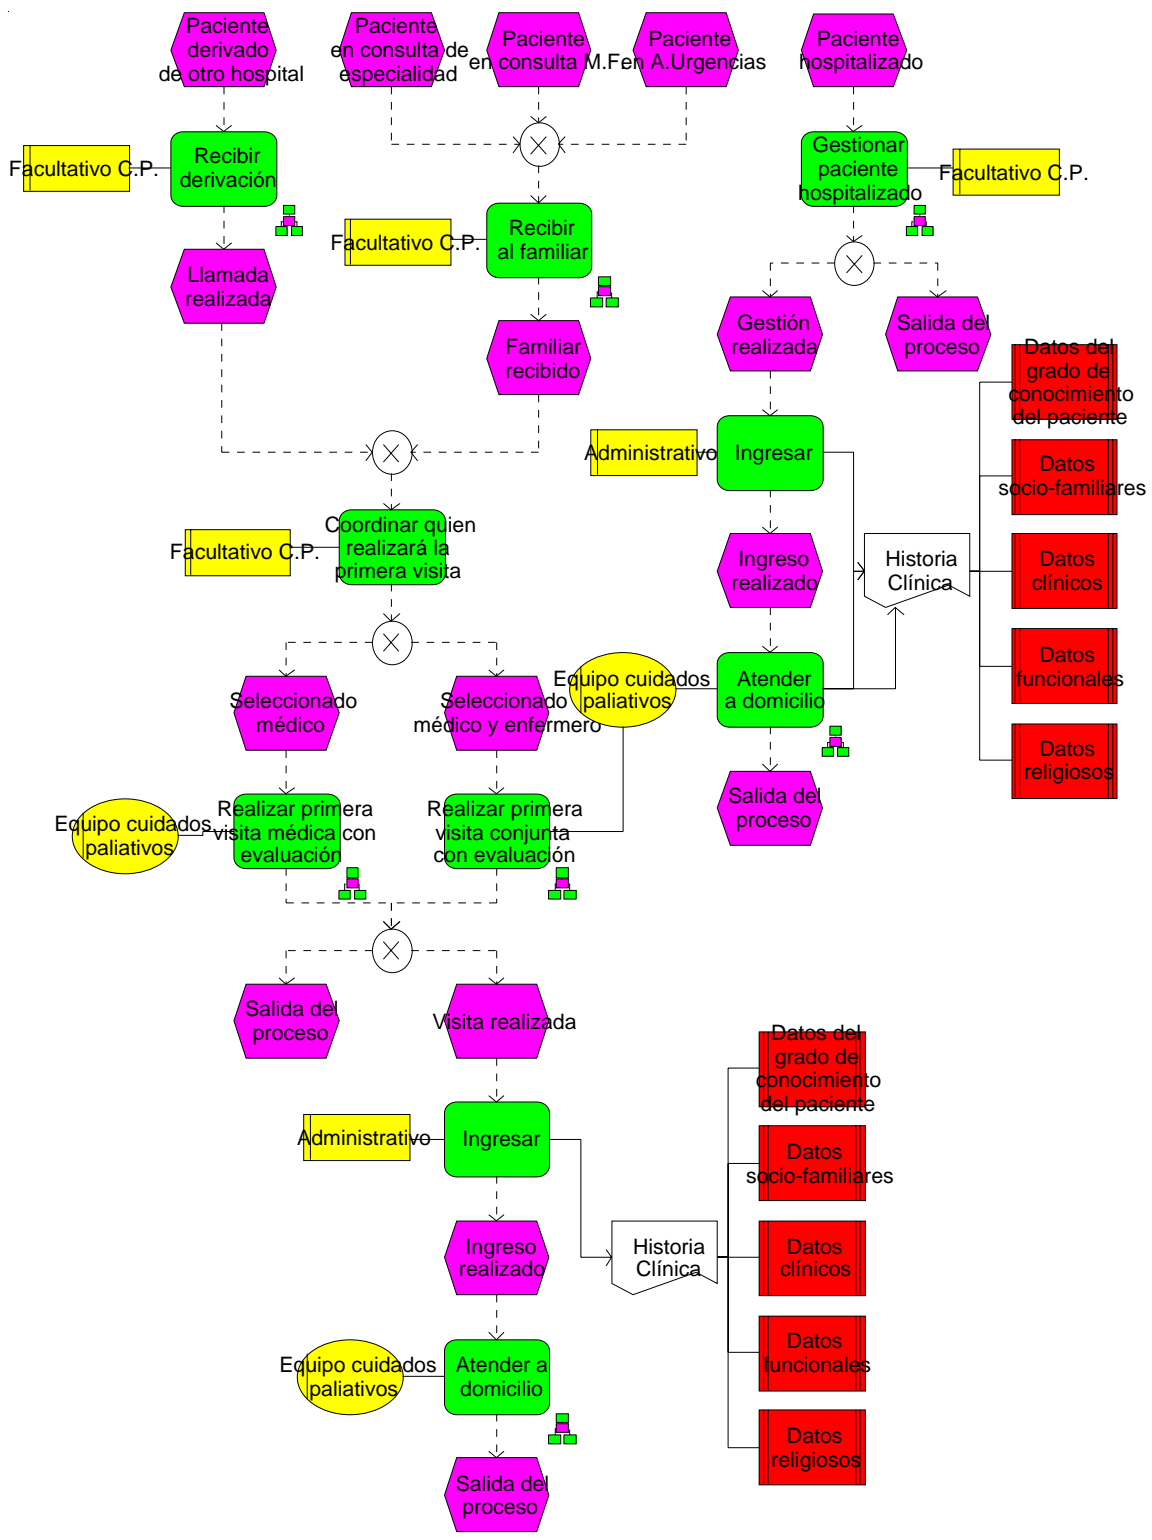 Paciente
derivado
de otro hospital
Paciente
en consulta de
especialidad
Paciente
en consulta M.F.
Paciente
en A.Urgencias
Paciente
hospitalizado
Facultativo C.P.
Recibir
derivación
Gestionar
paciente
hospitalizado
Facultativo C.P.
Facultativo C.P.
Recibir
al familiar
Llamada
realizada
Familiar
recibido
Gestión
realizada
Salida del
proceso
Datos del
grado de
conocimiento
del paciente
Administrativo
Ingresar
Datos
socio-familiares
Facultativo C.P.
Coordinar quien
realizará la
primera visita
Ingreso
realizado
Historia
Clínica
Datos
clínicos
Seleccionado
médico
Seleccionado
médico y enfermero
Equipo cuidados
paliativos
Atender
a domicilio
Datos
funcionales
Datos
religiosos
Equipo cuidados
paliativos
Realizar primera
visita médica con
evaluación
Realizar primera
visita conjunta
con evaluación
Salida del
proceso
Salida del
proceso
Visita realizada
Datos del
grado de
conocimiento
del paciente
Administrativo
Ingresar
Datos
socio-familiares
Ingreso
realizado
Historia
Clínica
Datos
clínicos
Equipo cuidados
paliativos
Atender a
domicilio
Datos
funcionales
Datos
religiosos
Salida del
proceso